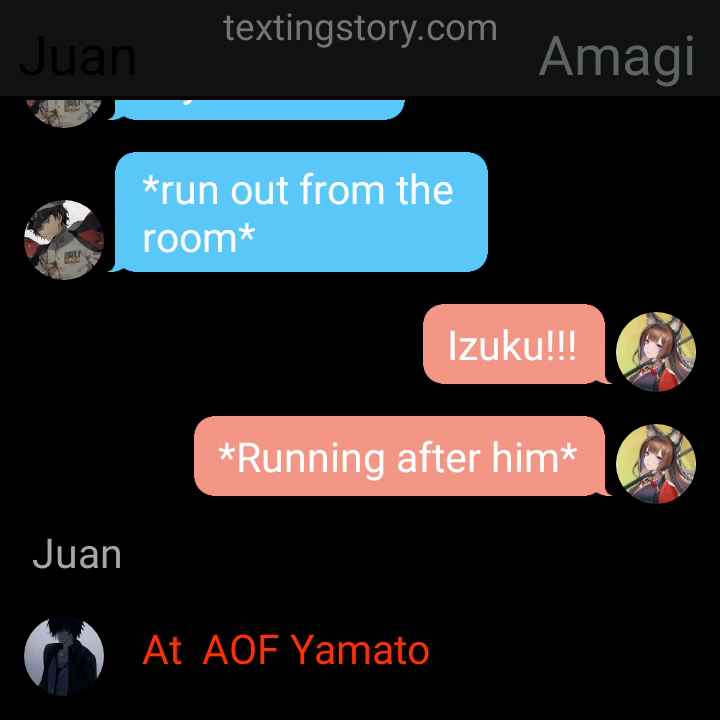 textingstory.com
Juan
Amagi
*run out from the
room*
Izuku!!!
*Running after him*
Juan
At AOF Yamato